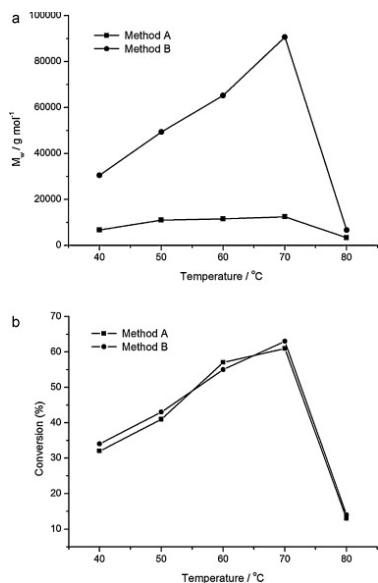 a
100000
80000
60000
40000
20000
0
M_w / g mol⁻¹
Method A
Method B
40 50 60 70 80
Temperature / °C
b
70
60
50
40
30
20
10
Conversion (%)
Method A
Method B
40 50 60 70 80
Temperature / °C